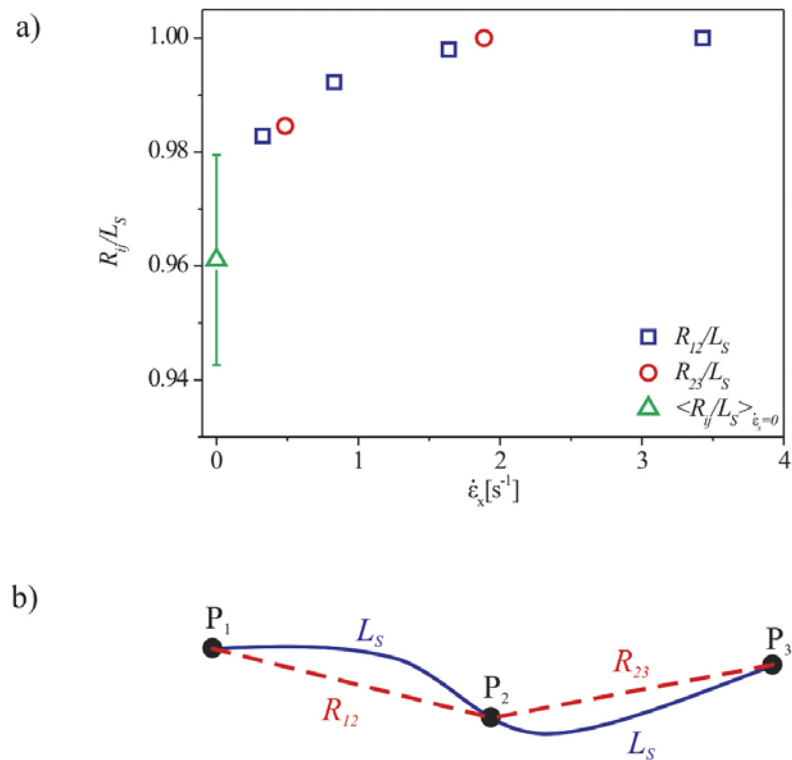 a)
1.00
0.98
0.96
0.94
R_ij/L_S
0 1 2 3 4
ε̇_x[s⁻¹]
R_12/L_S
R_23/L_S
<R_ij/L_S>_ε̇_x=0
b)
P_1
L_S
P_2
R_12
R_23
P_3
L_S